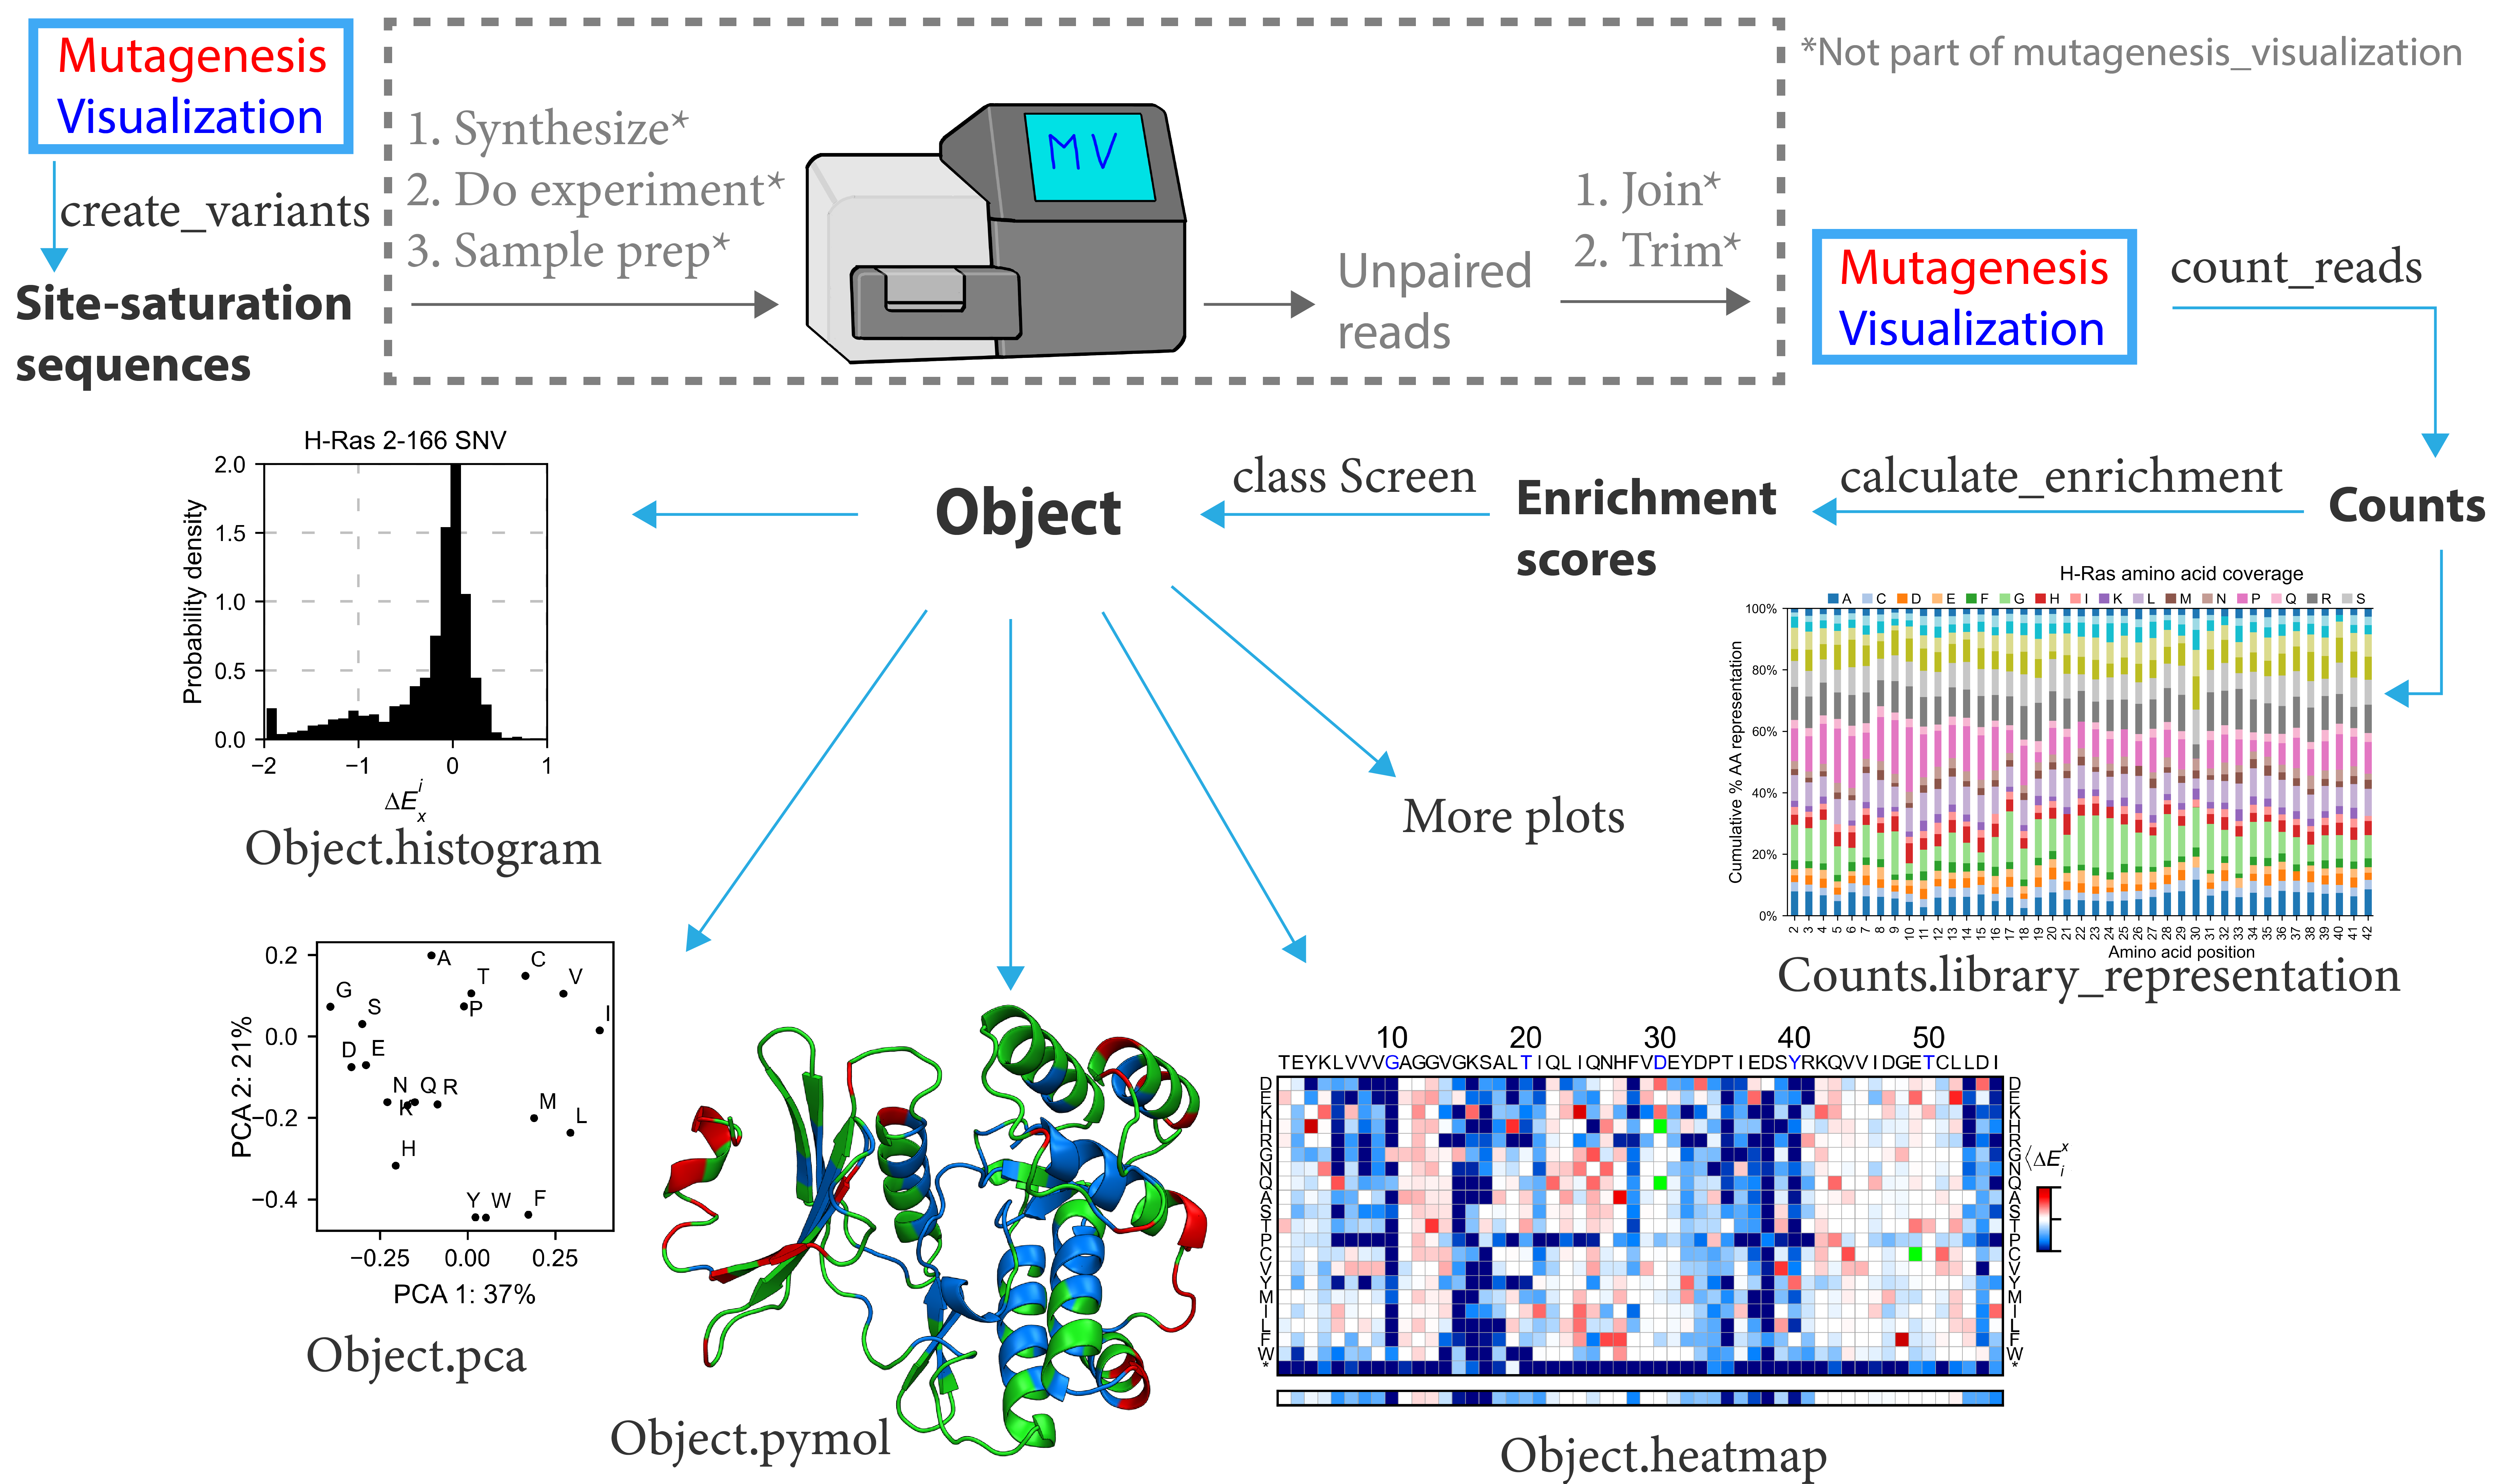 Mutagenesis
Visualization
create_variants
Site-saturation
sequences
1. Synthesize*
2. Do experiment*
3. Sample prep*
MV
Unpaired
reads
1. Join*
2. Trim*
*Not part of mutagenesis_visualization
Mutagenesis
Visualization
count_reads
Counts
calculate_enrichment
Enrichment
scores
class Screen
Object
H-Ras 2-166 SNV
Probability density
2.0
1.5
1.0
0.5
0.0
−2 −1 0 1
ΔE i x
Object.histogram
More plots
H-Ras amino acid coverage
A C D E F G H I K L M N P Q R S
Cumulative % AA representation
100%
80%
60%
40%
20%
0%
2 3 4 5 6 7 8 9 10 11 12 13 14 15 16 17 18 19 20 21 22 23 24 25 26 27 28 29 30 31 32 33 34 35 36 37 38 39 40 41 42
Amino acid position
Counts.library_representation
PCA 2: 21%
0.2
0.0
−0.2
−0.4
A
C
T
V
G
P
S
I
D E
N Q R
K
M
L
H
Y W F
−0.25 0.00 0.25
PCA 1: 37%
Object.pca
Object.pymol
10 20 30 40 50
TEYKLVVVGAGGVGKSALTIQLIQNHFVDEYDPTIEDSYRKQVVIDGETCLLDI
D D
E E
K K
H H
R R
G G
N N
Q Q
A A
S S
T T
P P
C C
V V
Y Y
M M
I I
L L
F F
W W
* *
⟨ΔE x i
Object.heatmap